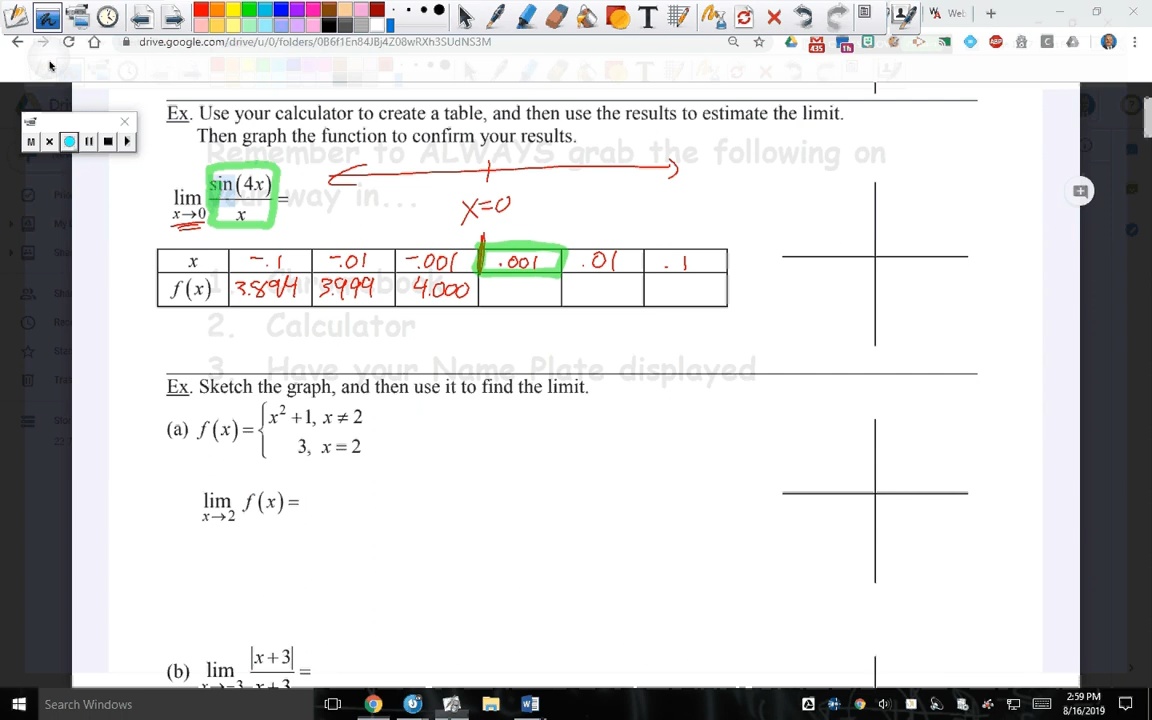 Wel
drive.google.com/drive/u/0/folders/0B6f1En84JBj4Z08wRXh3SUdNS3M
435
1h
Ex. Use your calculator to create a table, and then use the results to estimate the limit.
Then graph the function to confirm your results.
Remember to ALWAYS grab the following on
way in...
lim x→0 sin(4x)/x =
x=0
x -.1 -.01 -.001 .001 .01 .1
f(x) 3.894 3.999 4.000
2. Calculator
3. Have your Name Plate displayed
Ex. Sketch the graph, and then use it to find the limit.
(a) f(x) = { x²+1, x ≠ 2
3, x = 2
lim x→2 f(x) =
(b) lim x→-3 |x+3|/x+3 =
Search Windows
2:59 PM
8/16/2019